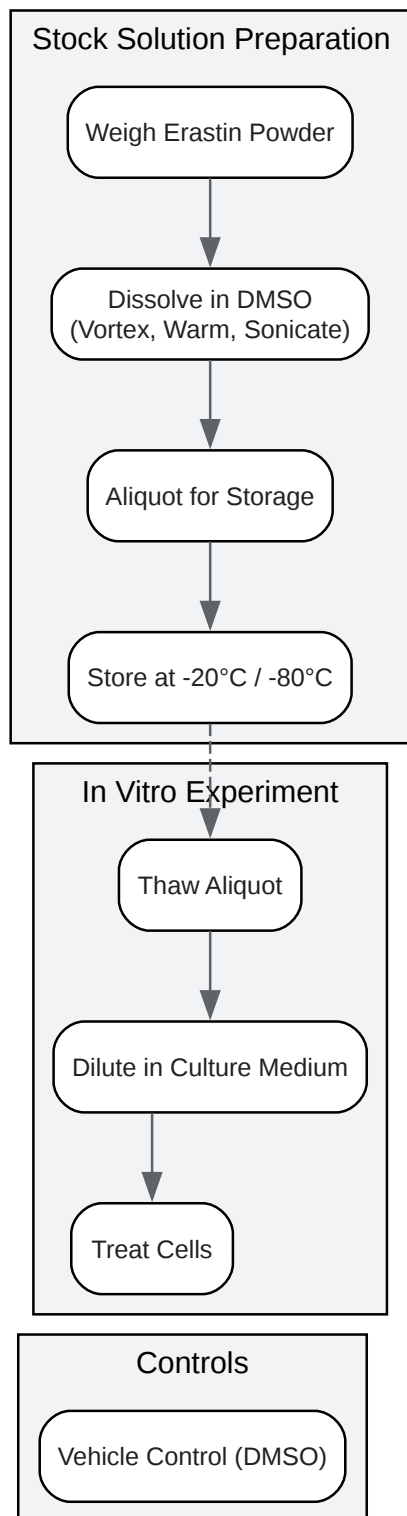 Stock Solution Preparation
Weigh Erastin Powder
Dissolve in DMSO
(Vortex, Warm, Sonicate)
Aliquot for Storage
Store at -20°C / -80°C
In Vitro Experiment
Thaw Aliquot
Dilute in Culture Medium
Treat Cells
Controls
Vehicle Control (DMSO)